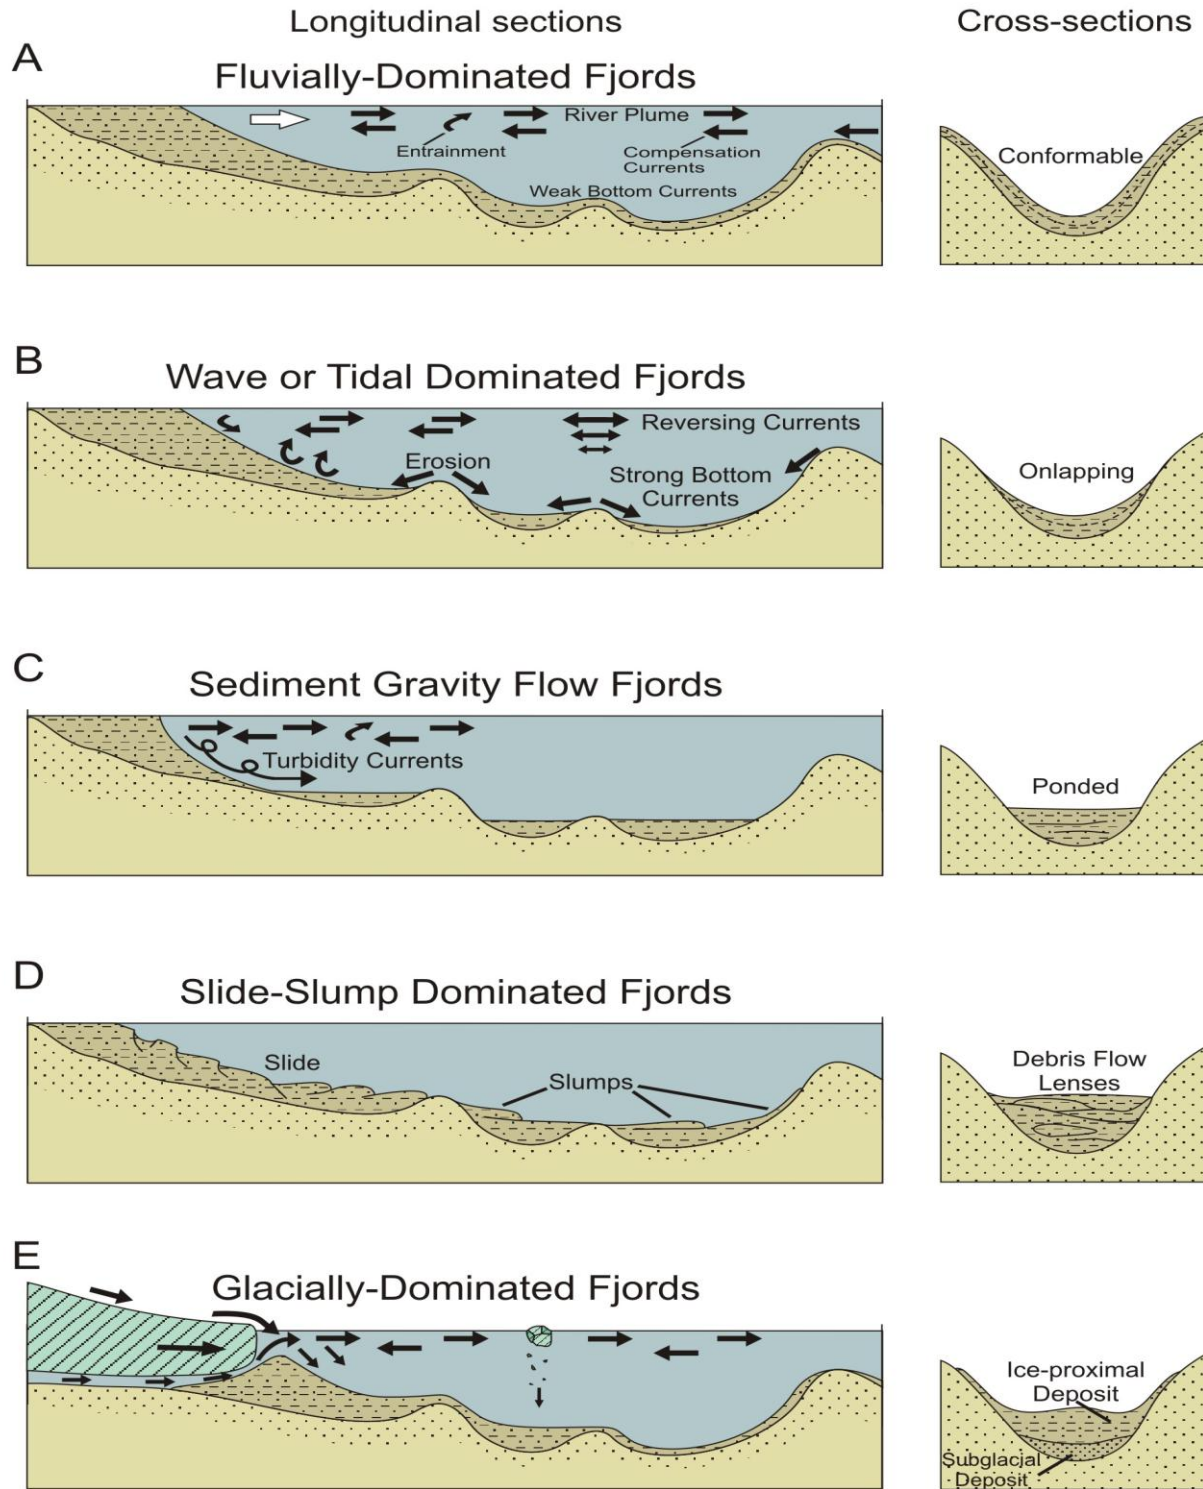 Longitudinal sections
Cross-sections
A
Fluvially-Dominated Fjords
River Plume
Entrainment
Compensation
Currents
Weak Bottom Currents
Conformable
B
Wave or Tidal Dominated Fjords
Reversing Currents
Erosion
Strong Bottom
Currents
Onlapping
C
Sediment Gravity Flow Fjords
Turbidity Currents
Ponded
D
Slide-Slump Dominated Fjords
Slide
Slumps
Debris Flow
Lenses
E
Glacially-Dominated Fjords
Ice-proximal
Deposit
Subglacial
Deposit